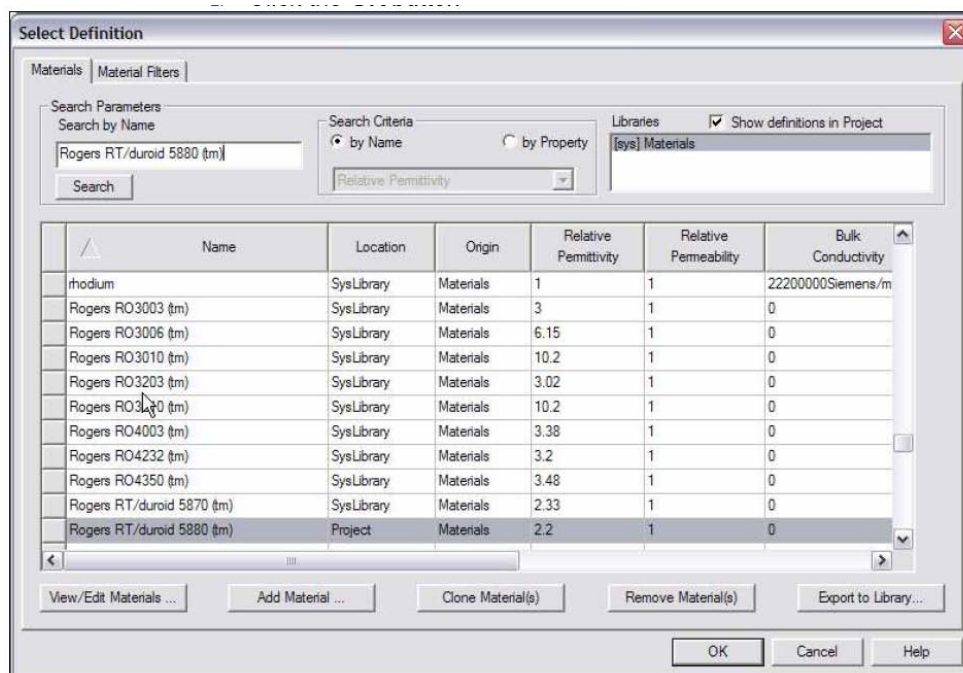 Select Definition
Materials Material Filters
Search Parameters
Search by Name
Rogers RT/duroid 5880 (tm)
Search
Search Criteria
by Name by Property
Relative Permittivity
Libraries Show definitions in Project
[sys] Materials
Name Location Origin Relative Permittivity Relative Permeability Bulk Conductivity
rhodium SysLibrary Materials 1 1 22200000Siemens/m
Rogers RO3003 (tm) SysLibrary Materials 3 1 0
Rogers RO3006 (tm) SysLibrary Materials 6.15 1 0
Rogers RO3010 (tm) SysLibrary Materials 10.2 1 0
Rogers RO3203 (tm) SysLibrary Materials 3.02 1 0
Rogers (tm) SysLibrary Materials 10.2 1 0
Rogers RO4003 (tm) SysLibrary Materials 3.38 1 0
Rogers RO4232 (tm) SysLibrary Materials 3.2 1 0
Rogers RO4350 (tm) SysLibrary Materials 3.48 1 0
Rogers RT/duroid 5870 (tm) SysLibrary Materials 2.33 1 0
Rogers RT/duroid 5880 (tm) Project Materials 2.2 1 0
View/Edit Materials ... Add Material ... Clone Material(s) Remove Material(s) Export to Library...
OK Cancel Help